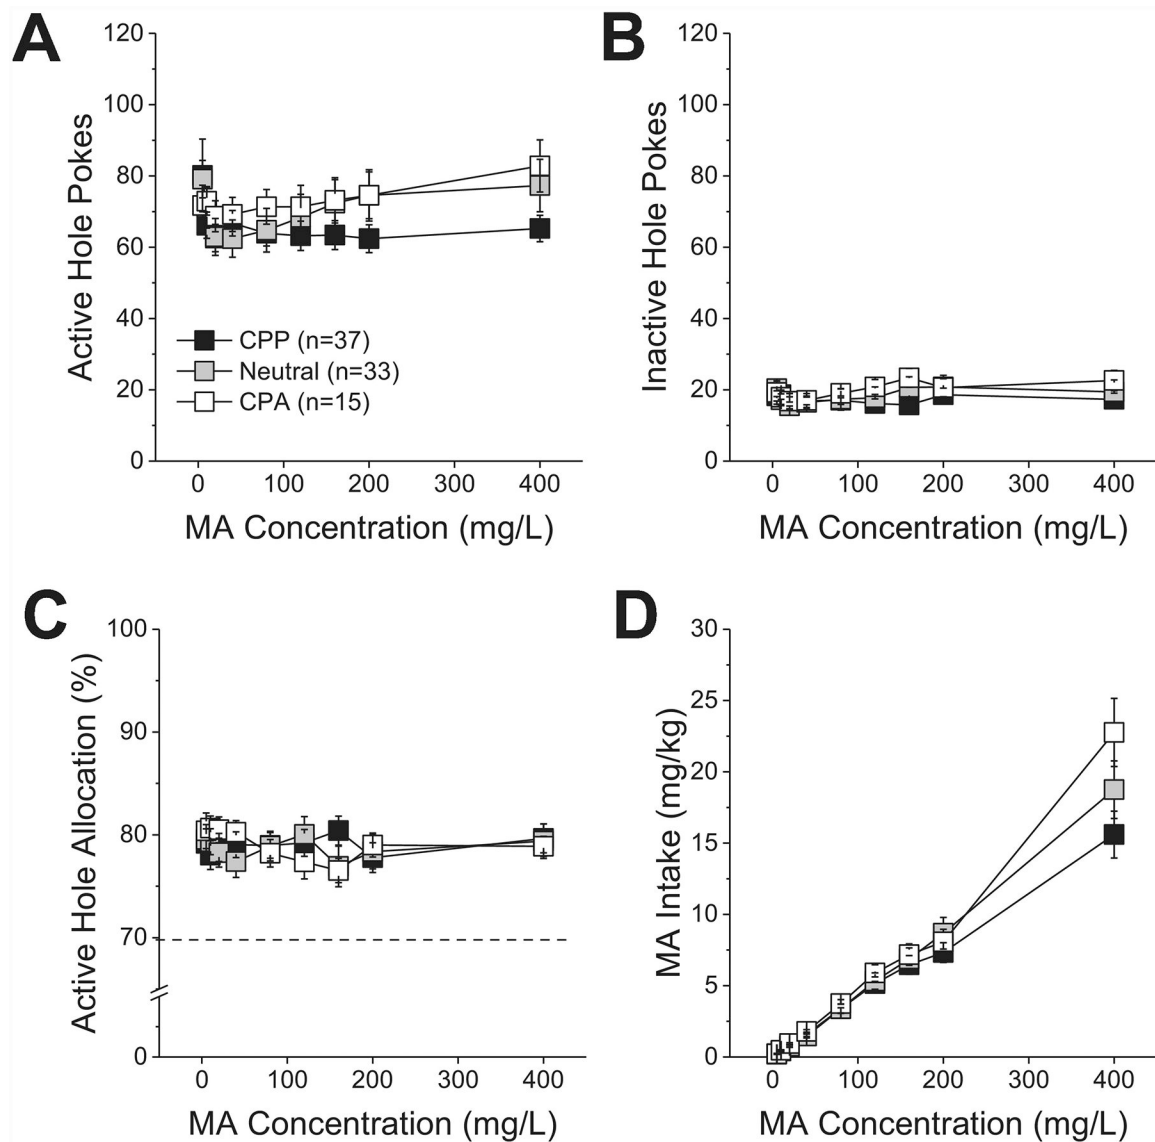 A
120
100
80
60
40
20
0
Active Hole Pokes
CPP (n=37)
Neutral (n=33)
CPA (n=15)
0 100 200 300 400
MA Concentration (mg/L)
B
120
100
80
60
40
20
0
Inactive Hole Pokes
0 100 200 300 400
MA Concentration (mg/L)
C
100
90
80
70
0
Active Hole Allocation (%)
0 100 200 300 400
MA Concentration (mg/L)
D
30
25
20
15
10
5
0
MA Intake (mg/kg)
0 100 200 300 400
MA Concentration (mg/L)